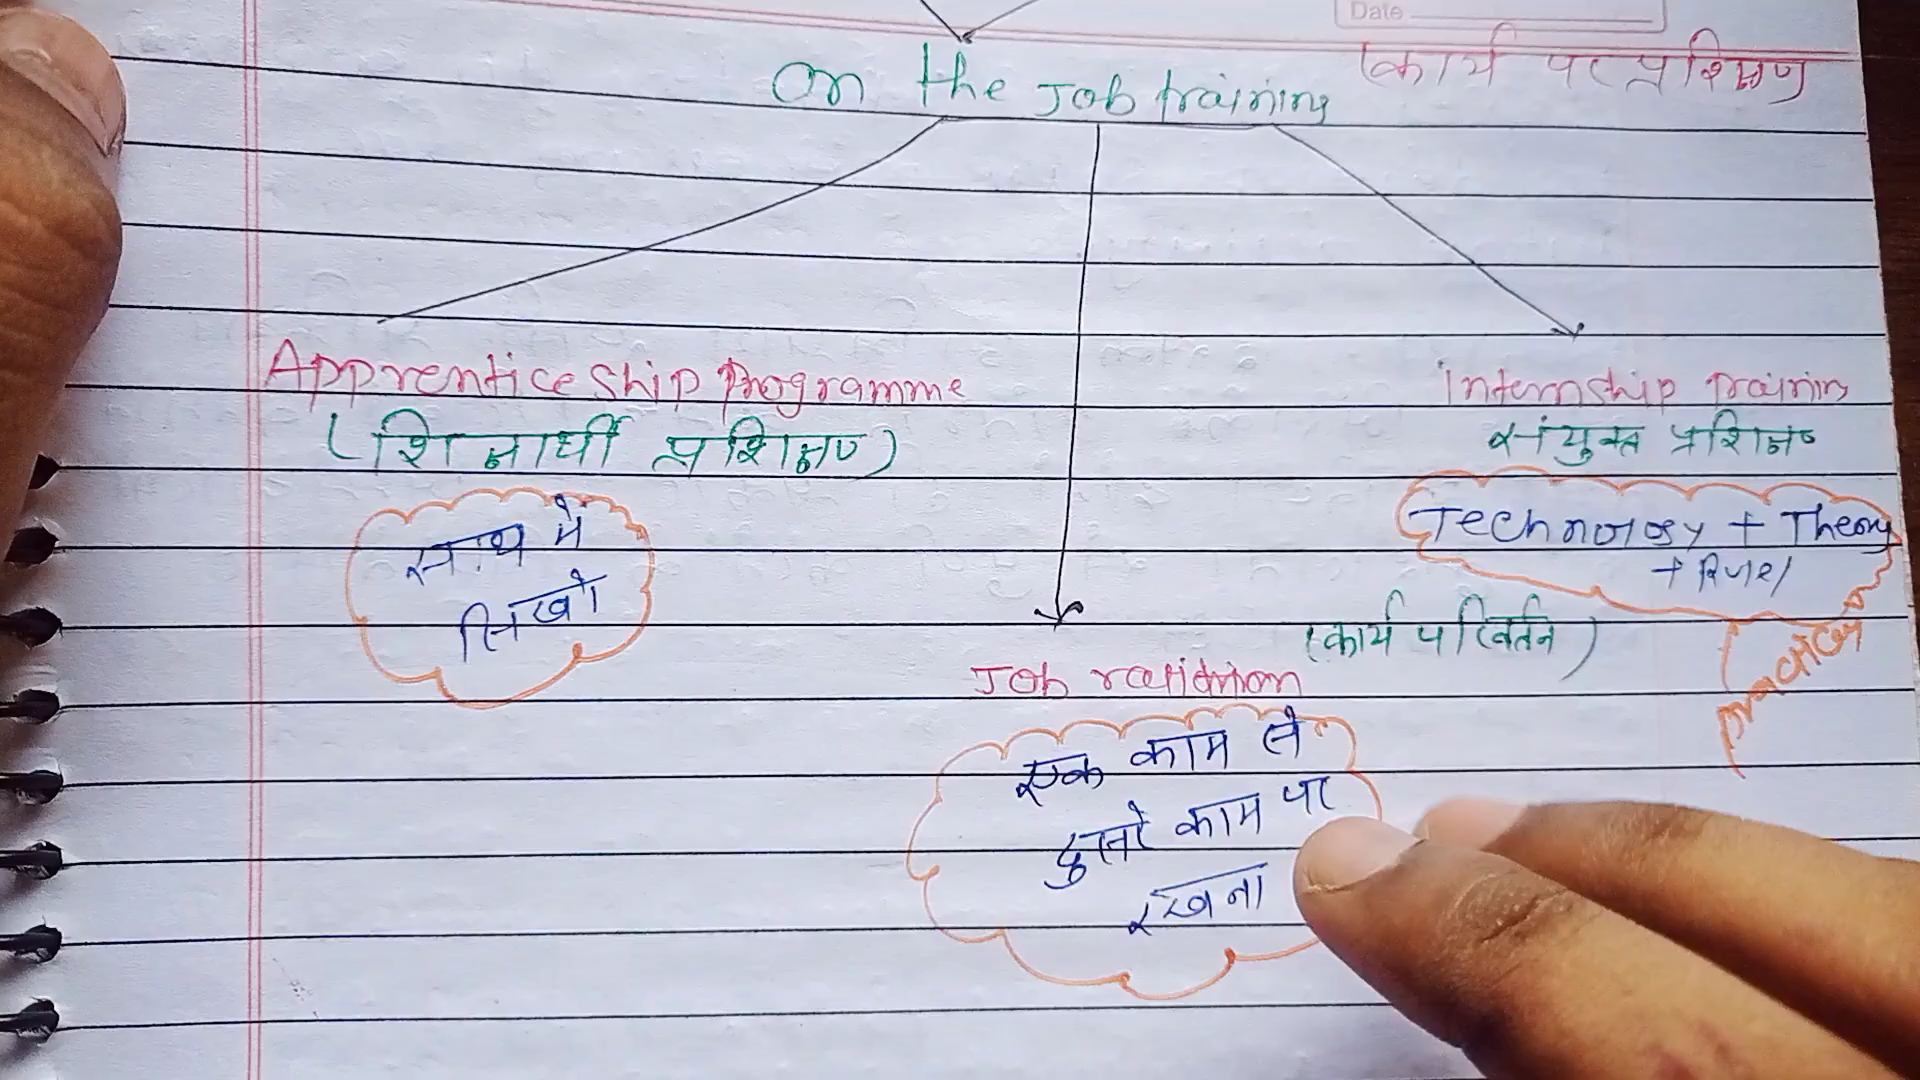 Date
On the Job training (कार्य पर प्रशिक्षण
Apprenticeship Programme
(शिक्षार्थी प्रशिक्षण)
साथ में
सिखो
Internship Training
संयुक्त प्रशिक्षण
Technology + Theory
+ Rule
practical
(कार्य परिवर्तन)
Job
एक काम से
दुसरे काम पर
रखना